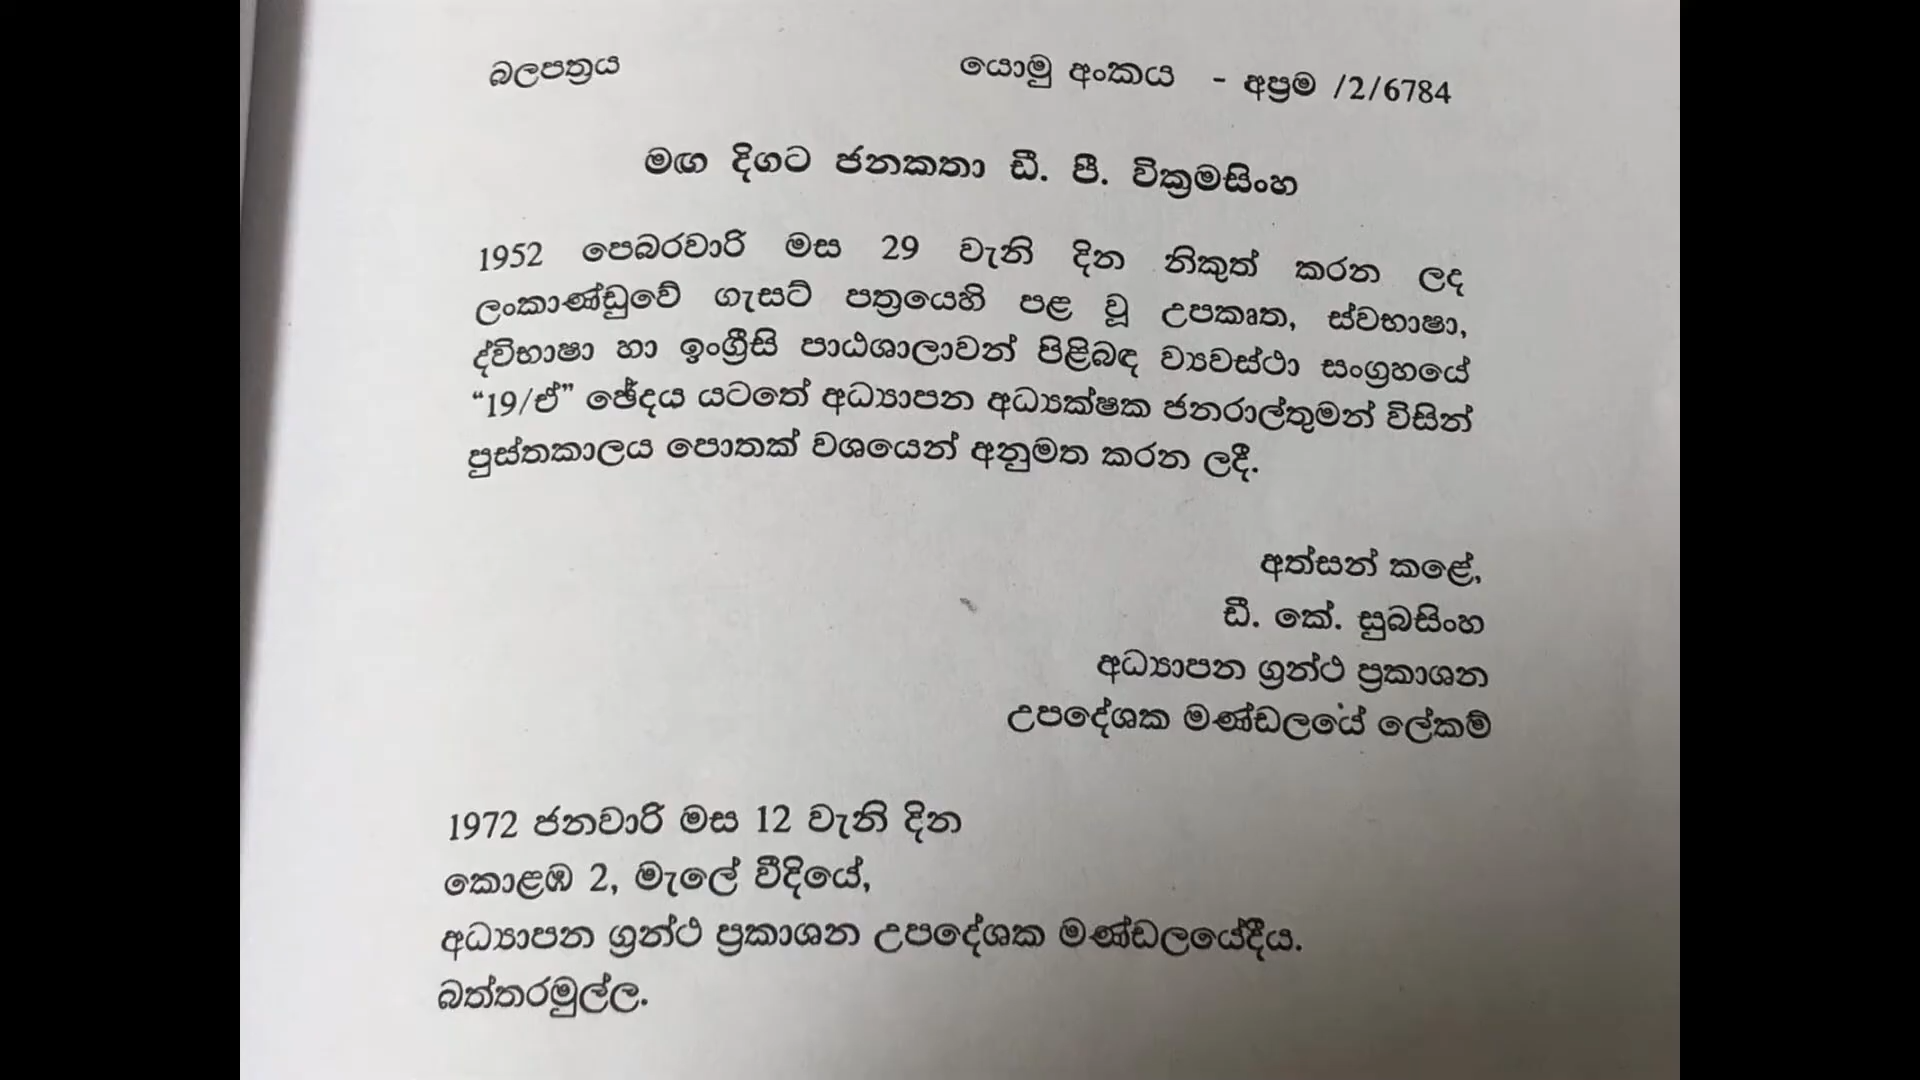 බලපත්‍රය යොමු අංකය - අප්‍රම /2/6784
මඟ දිගට ජනකතා ඩී. පී. වික්‍රමසිංහ
1952 පෙබරවාරි මස 29 වැනි දින නිකුත් කරන ලද
ලංකාණ්ඩුවේ ගැසට් පත්‍රයෙහි පළ වූ උපකෘත, ස්වභාෂා,
ද්විභාෂා හා ඉංග්‍රීසි පාඨශාලාවන් පිළිබඳ ව්‍යවස්ථා සංග්‍රහයේ
“19/ඒ” ඡේදය යටතේ අධ්‍යාපන අධ්‍යක්ෂක ජනරාල්තුමන් විසින්
පුස්තකාලය පොතක් වශයෙන් අනුමත කරන ලදී.
අත්සන් කළේ,
ඩී. කේ. සුබසිංහ
අධ්‍යාපන ග්‍රන්ථ ප්‍රකාශන
උපදේශක මණ්ඩලයේ ලේකම්
1972 ජනවාරි මස 12 වැනි දින
කොළඹ 2, මැලේ වීදියේ,
අධ්‍යාපන ග්‍රන්ථ ප්‍රකාශන උපදේශක මණ්ඩලයේදීය.
බත්තරමුල්ල.